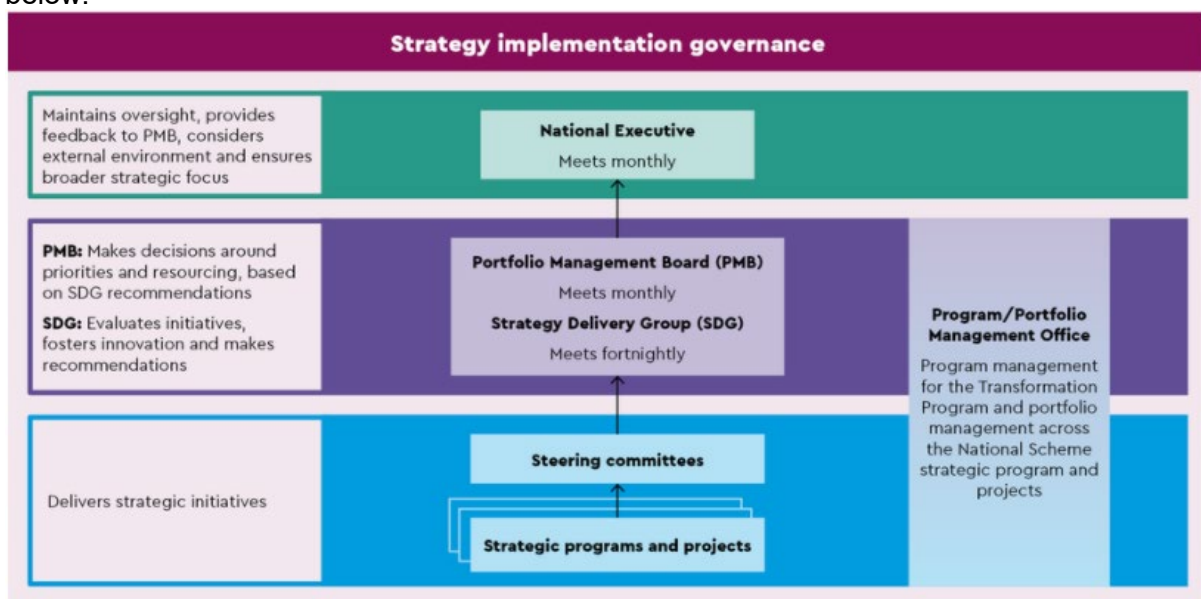 below.
Strategy implementation governance
Maintains oversight, provides
feedback to PMB, considers
external environment and ensures
broader strategic focus
National Executive
Meets monthly
PMB: Makes decisions around
priorities and resourcing, based
on SDG recommendations
SDG: Evaluates initiatives,
fosters innovation and makes
recommendations
Portfolio Management Board (PMB)
Meets monthly
Strategy Delivery Group (SDG)
Meets fortnightly
Program/Portfolio
Management Office
Program management
for the Transformation
Program and portfolio
management across
the National Scheme
strategic program and
projects
Delivers strategic initiatives
Steering committees
Strategic programs and projects